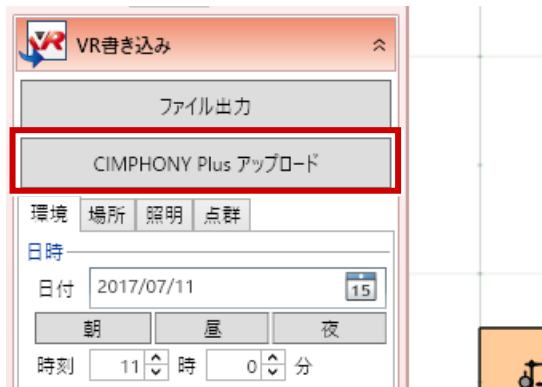 VR VR書き込み
ファイル出力
CIMPHONY Plus アップロード
環境 場所 照明 点群
日時
日付 2017/07/11 15
朝 昼 夜
時刻 11 時 0 分